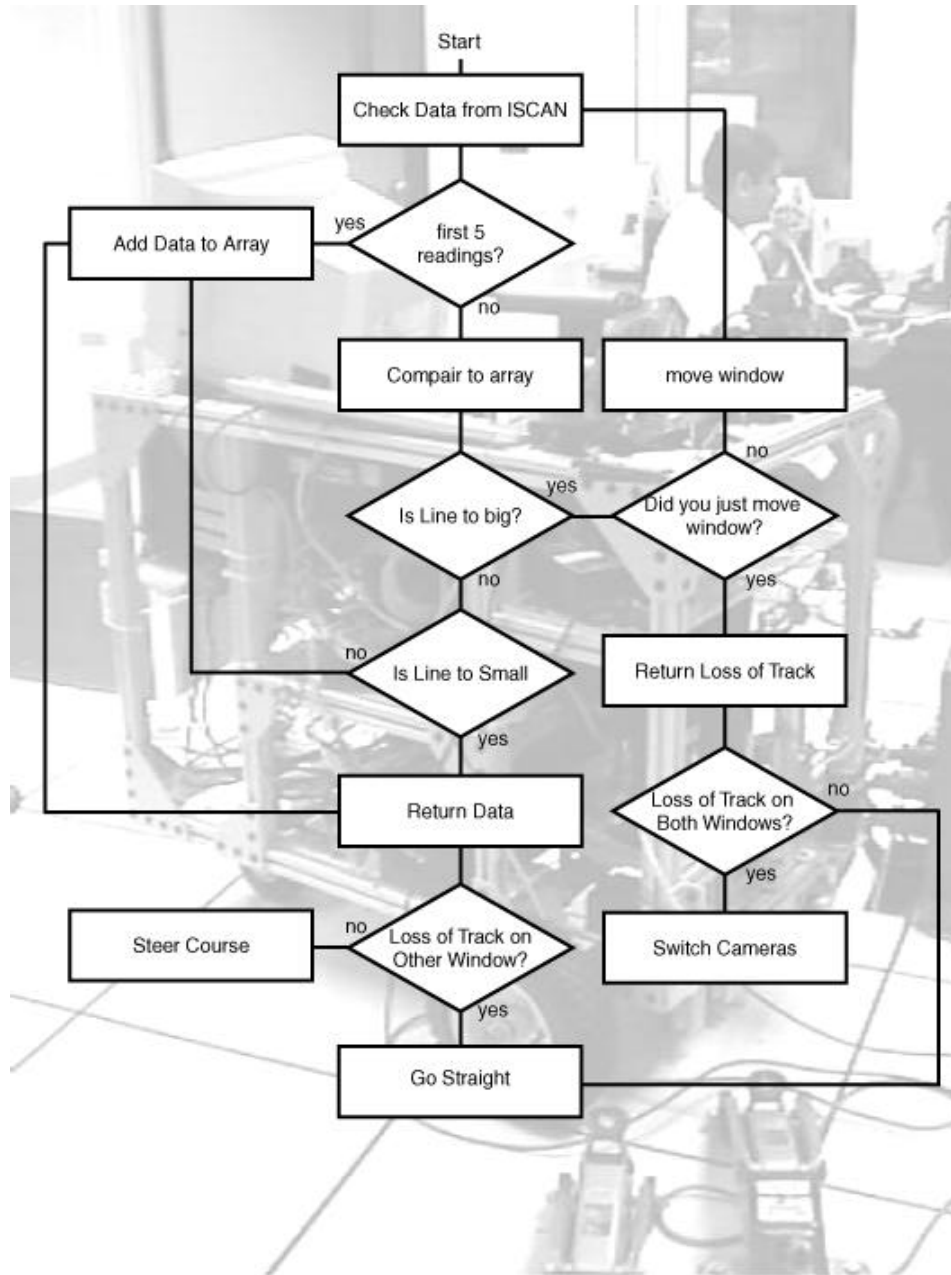 Start
Check Data from ISCAN
yes
Add Data to Array
first 5
readings?
no
Compair to array
move window
no
yes
Is Line to big?
Did you just move
window?
no
yes
no
Is Line to Small
Return Loss of Track
yes
Return Data
Loss of Track on
Both Windows?
no
yes
no
Steer Course
Loss of Track on
Other Window?
Switch Cameras
yes
Go Straight